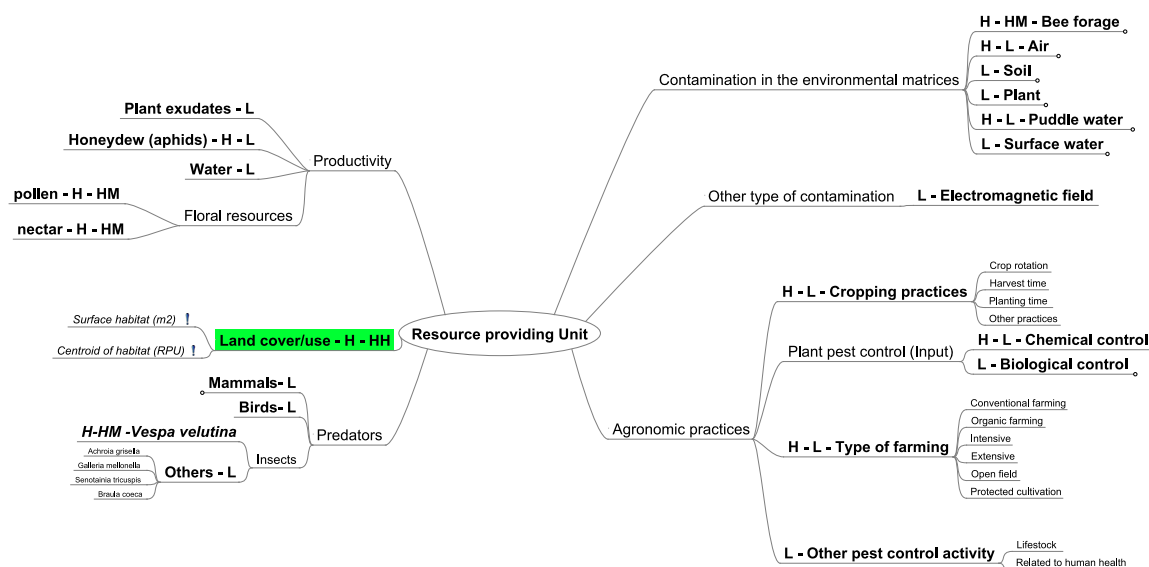 Resource providing Unit
Productivity
Plant exudates - L
Honeydew (aphids) - H - L
Water - L
Floral resources
pollen - H - HM
nectar - H - HM
Land cover/use - H - HH
Surface habitat (m2) !
Centroid of habitat (RPU) !
Predators
Mammals- L
Birds- L
Insects
H-HM -Vespa velutina
Others - L
Achroia grisella
Galleria mellonella
Senotainia tricuspis
Braula coeca
Contamination in the environmental matrices
H - HM - Bee forage
H - L - Air
L - Soil
L - Plant
H - L - Puddle water
L - Surface water
Other type of contamination
L - Electromagnetic field
Agronomic practices
H - L - Cropping practices
Crop rotation
Harvest time
Planting time
Other practices
Plant pest control (Input)
H - L - Chemical control
L - Biological control
H - L - Type of farming
Conventional farming
Organic farming
Intensive
Extensive
Open field
Protected cultivation
L - Other pest control activity
Lifestock
Related to human health